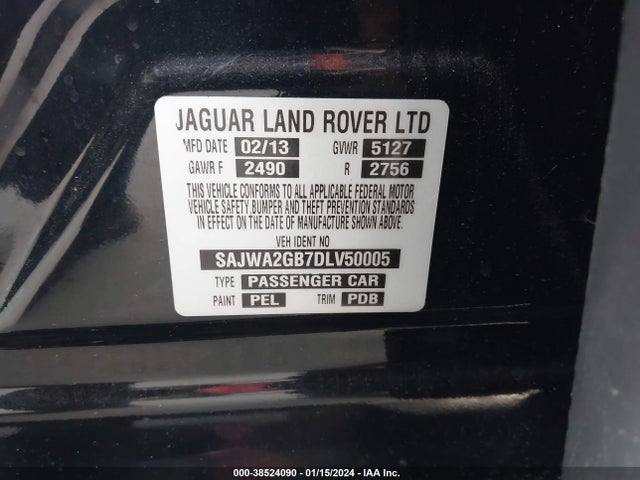 JAGUAR LAND ROVER LTD
MFD DATE 02/13 GVWR 5127
GAWR F 2490 R 2756
THIS VEHICLE CONFORMS TO ALL APPLICABLE FEDERAL MOTOR
VEHICLE SAFETY,BUMPER AND THEFT PREVENTION STANDARDS
IN EFFECT ON THE DATE OF MANUFACTURE SHOWN ABOVE.
VEH IDENT NO
SAJWA2GB7DLV50005
TYPE PASSENGER CAR
PAINT PEL TRIM PDB
000-38524090 - 01/15/2024 - IAAI.COM